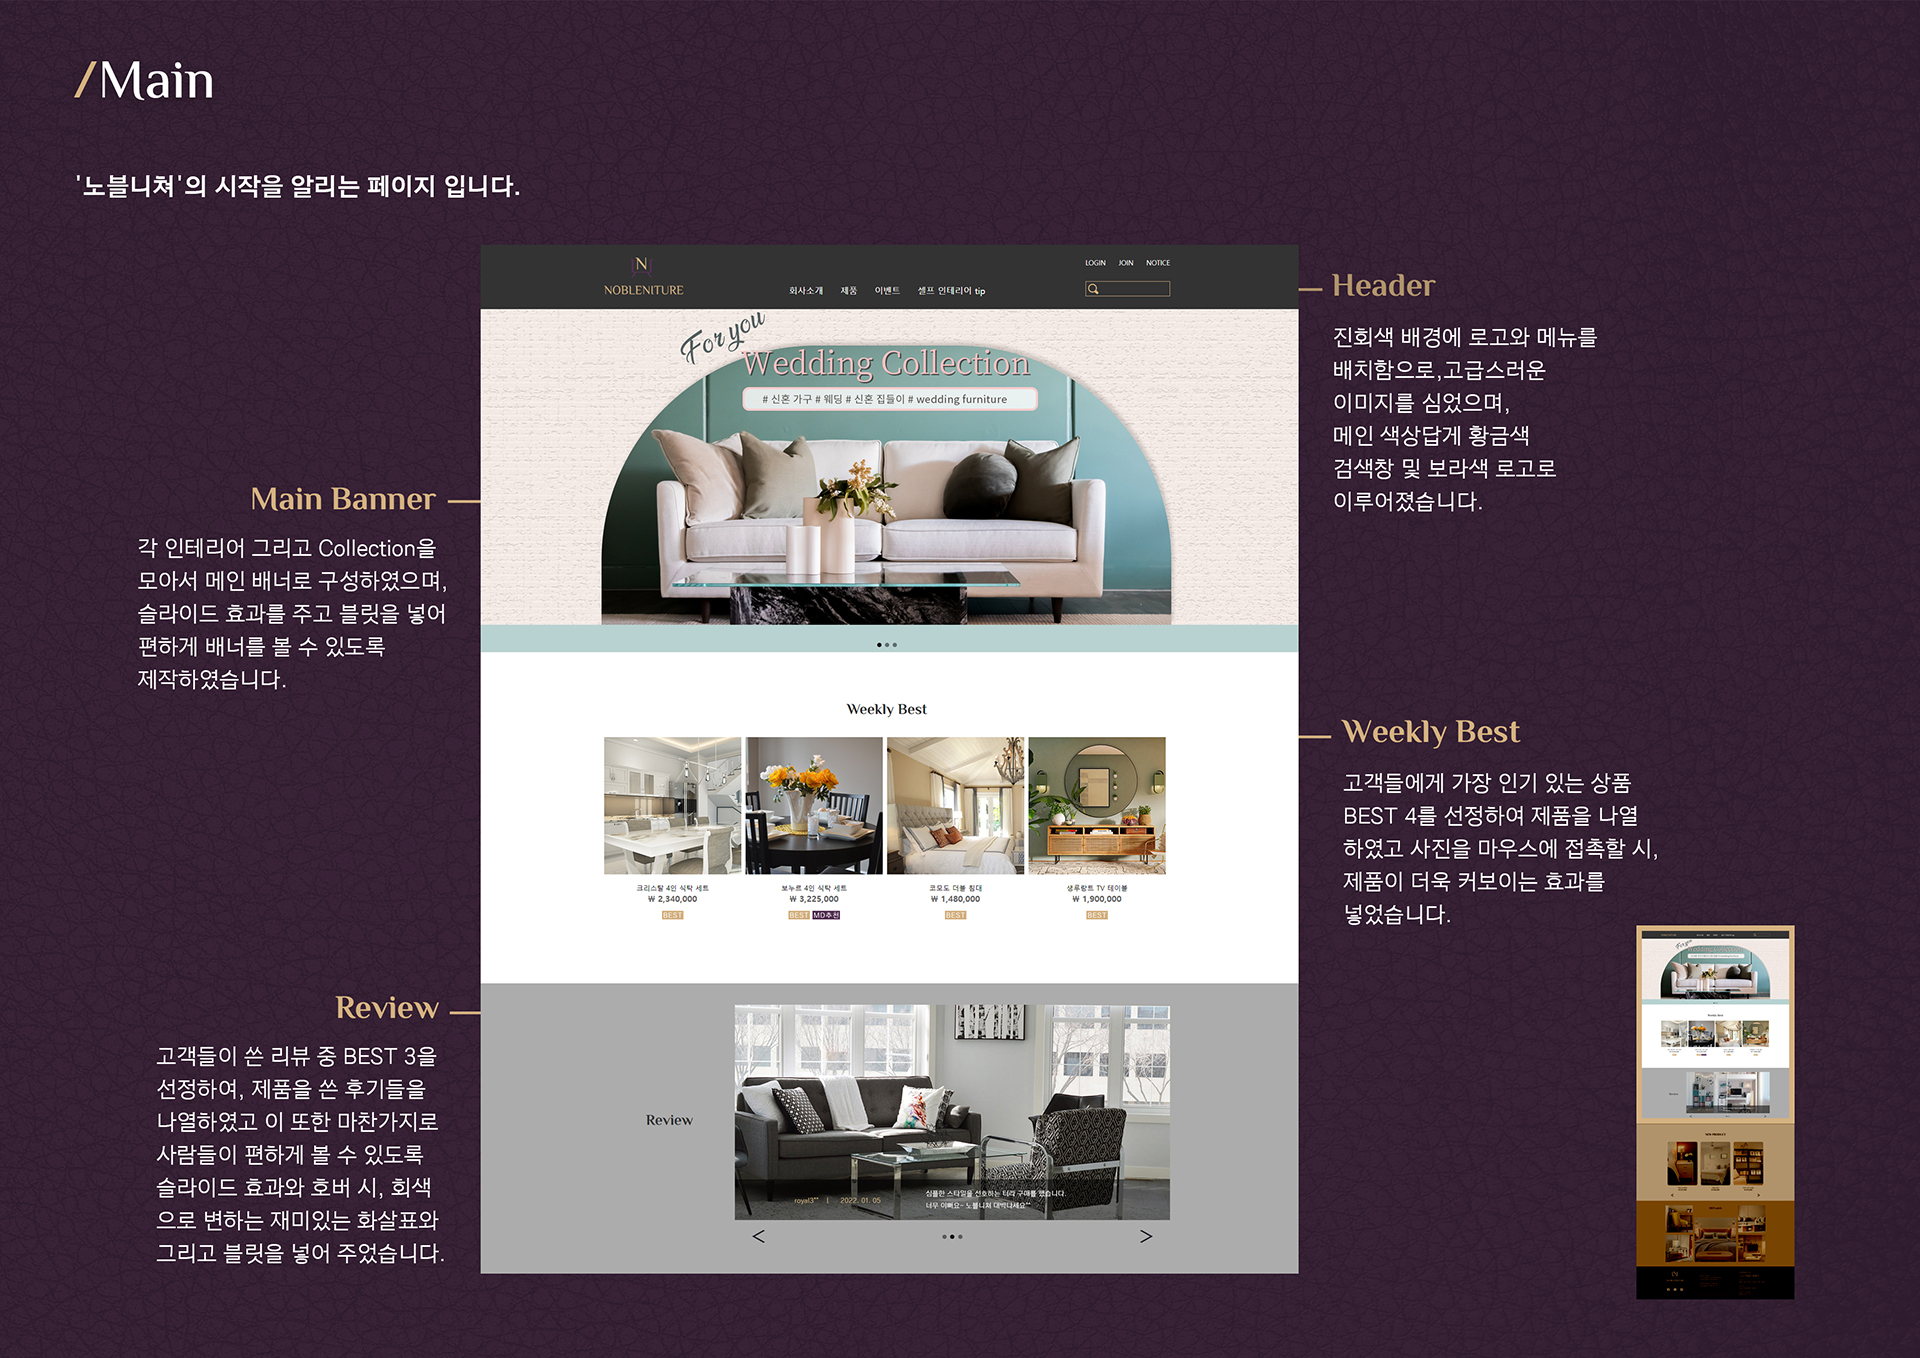 /Main
'노블니쳐'의 시작을 알리는 페이지 입니다.
N
NOBLENITURE
회사소개 제품 이벤트 셀프 인테리어 tip
LOGIN JOIN NOTICE
Header
진회색 배경에 로고와 메뉴를
배치함으로,고급스러운
이미지를 심었으며,
메인 색상답게 황금색
검색창 및 보라색 로고로
이루어졌습니다.
For you
Wedding Collection
# 신혼 가구 # 웨딩 # 신혼 집들이 # wedding furniture
Main Banner
각 인테리어 그리고 Collection을
모아서 메인 배너로 구성하였으며,
슬라이드 효과를 주고 블릿을 넣어
편하게 배너를 볼 수 있도록
제작하였습니다.
Weekly Best
크리스탈 4인 식탁 세트
₩ 2,340,000
BEST
보누르 4인 식탁 세트
₩ 3,225,000
BEST MD추천
코모도 더블 침대
₩ 1,480,000
BEST
생루랑트 TV 테이블
₩ 1,900,000
BEST
Weekly Best
고객들에게 가장 인기 있는 상품
BEST 4를 선정하여 제품을 나열
하였고 사진을 마우스에 접촉할 시,
제품이 더욱 커보이는 효과를
넣었습니다.
Review
고객들이 쓴 리뷰 중 BEST 3을
선정하여, 제품을 쓴 후기들을
나열하였고 이 또한 마찬가지로
사람들이 편하게 볼 수 있도록
슬라이드 효과와 호버 시, 회색
으로 변하는 재미있는 화살표와
그리고 블릿을 넣어 주었습니다.
Review
royal3** | 2022. 01. 05
심플한 스타일을 선호하는 터라 구매를 했습니다.
너무 이뻐요~ 노블니쳐 대박나세요^^
< >